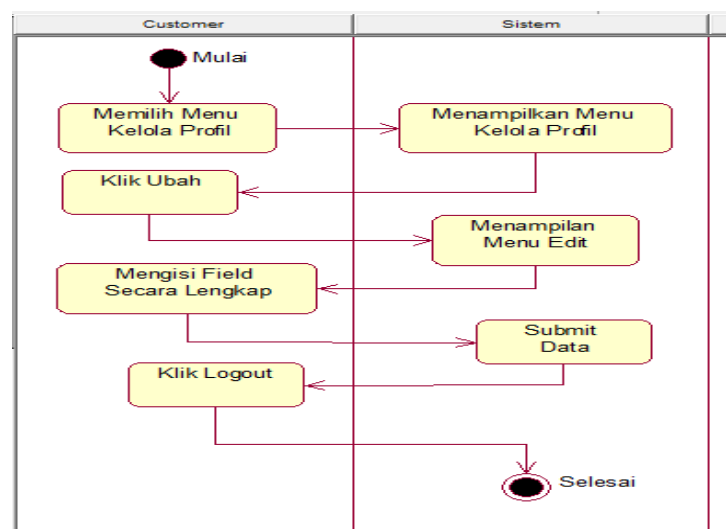 Customer
Sistem
Mulai
Memilih Menu
Kelola Profil
Menampilkan Menu
Kelola Profil
Klik Ubah
Menampilan
Menu Edit
Mengisi Field
Secara Lengkap
Submit
Data
Klik Logout
Selesai